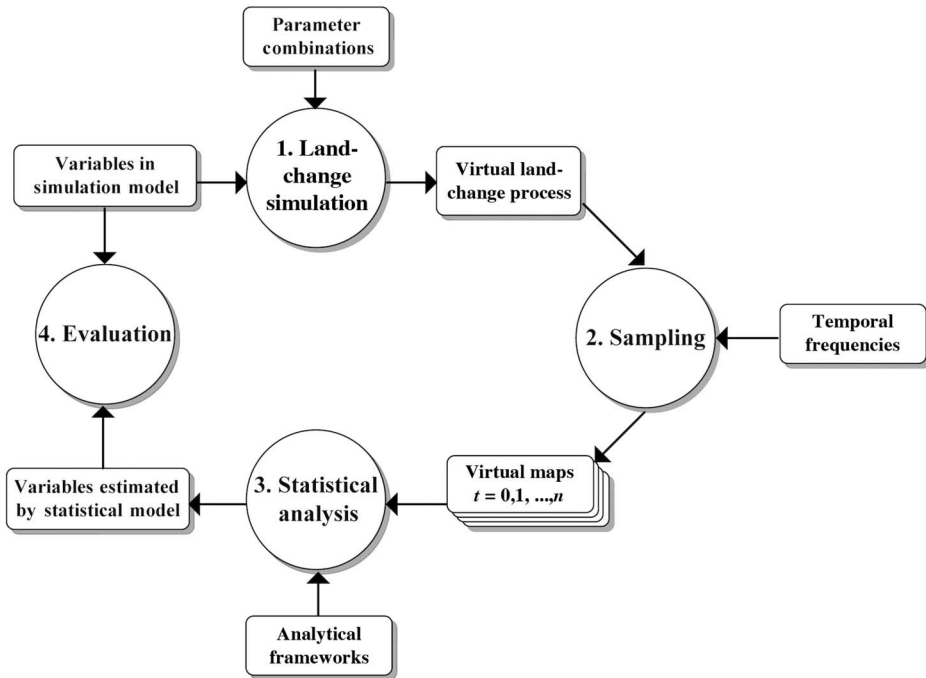 Parameter
combinations
1. Land-
change
simulation
Variables in
simulation model
Virtual land-
change process
4. Evaluation
2. Sampling
Temporal
frequencies
Virtual maps
t = 0,1, ...,n
3. Statistical
analysis
Variables estimated
by statistical model
Analytical
frameworks